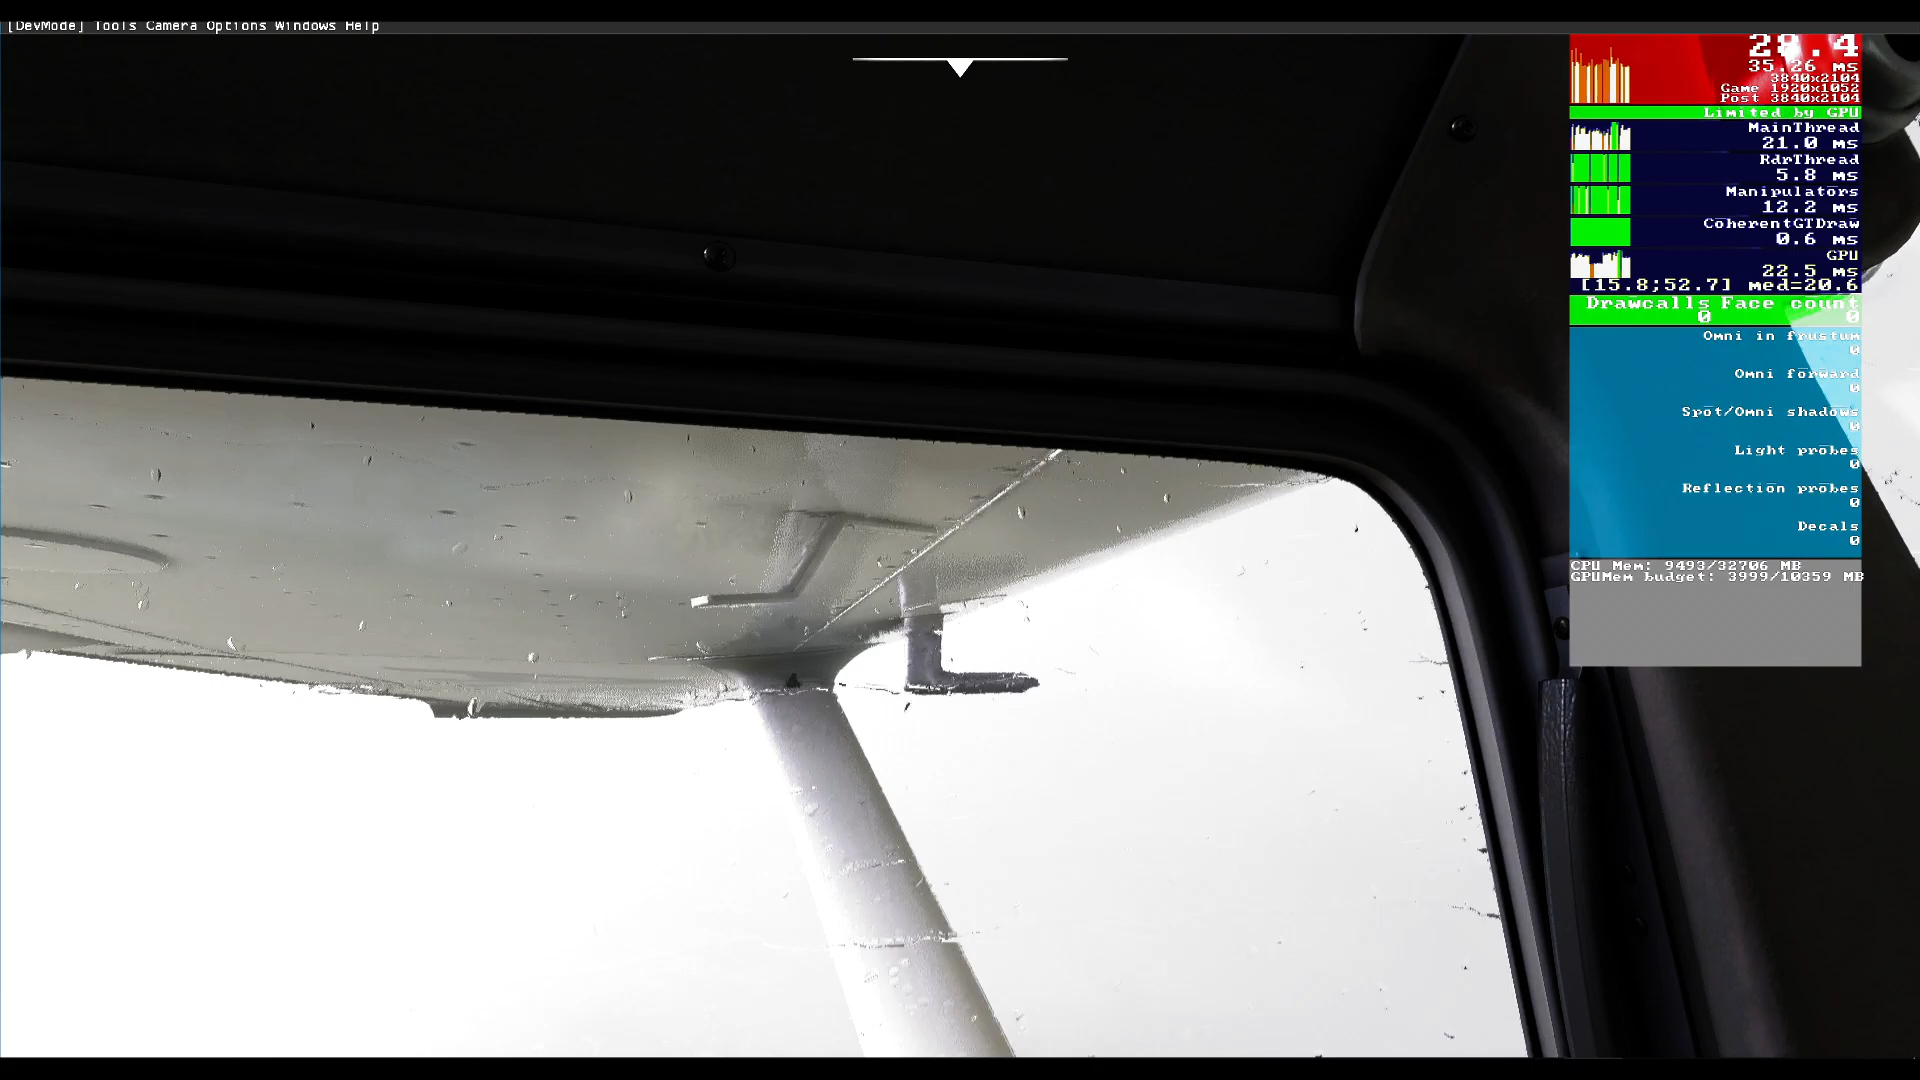 [DevMode] Tools Camera Options Windows Help
28.4
35.26 ms
3840x2104
Game 1920x1052
Post 3840x2104
Limited by GPU
MainThread
21.0 ms
RdrThread
5.8 ms
Manipulators
12.2 ms
CoherentGTDraw
0.6 ms
GPU
22.5 ms
[15.8;52.7] med=20.6
Drawcalls Face count
0 0
Omni in frustum
0
Omni forward
0
Spot/Omni shadows
0
Light probes
0
Reflection probes
0
Decals
0
CPU Mem: 9493/32706 MB
GPUMem budget: 3999/10359 MB